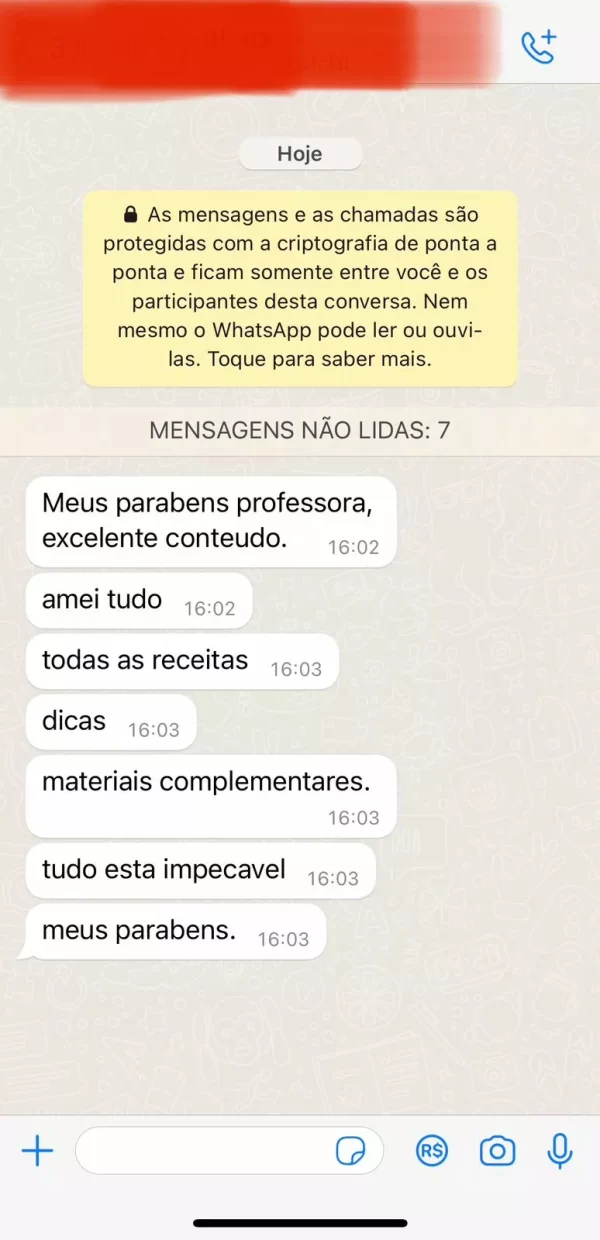 Hoje
As mensagens e as chamadas são
protegidas com a criptografia de ponta a
ponta e ficam somente entre você e os
participantes desta conversa. Nem
mesmo o WhatsApp pode ler ou ouvi-
las. Toque para saber mais.
MENSAGENS NÃO LIDAS: 7
Meus parabens professora,
excelente conteudo. 16:02
amei tudo 16:02
todas as receitas 16:03
dicas 16:03
materiais complementares.
16:03
tudo esta impecavel 16:03
meus parabens. 16:03
R$